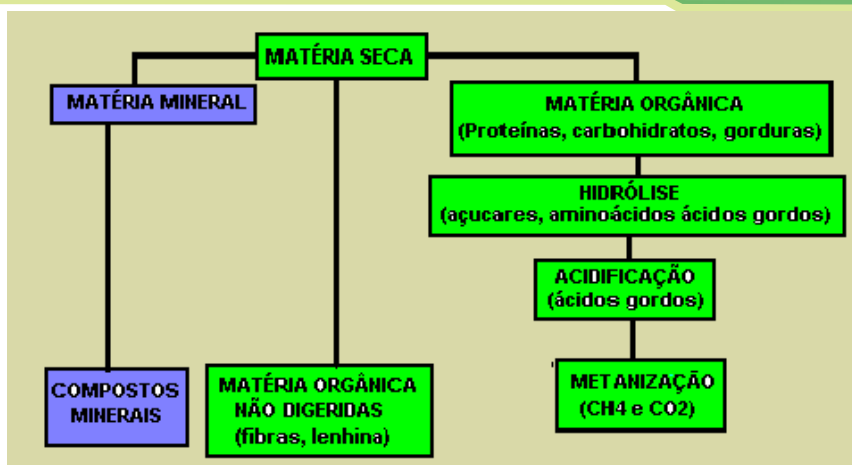 MATÉRIA SECA
MATÉRIA MINERAL
MATÉRIA ORGÂNICA
(Proteínas, carbohidratos, gorduras)
HIDRÓLISE
(açucares, aminoácidos ácidos gordos)
ACIDIFICAÇÃO
(ácidos gordos)
COMPOSTOS
MINERAIS
MATÉRIA ORGÂNICA
NÃO DIGERIDAS
(fibras, lenhina)
METANIZAÇÃO
(CH4 e CO2)